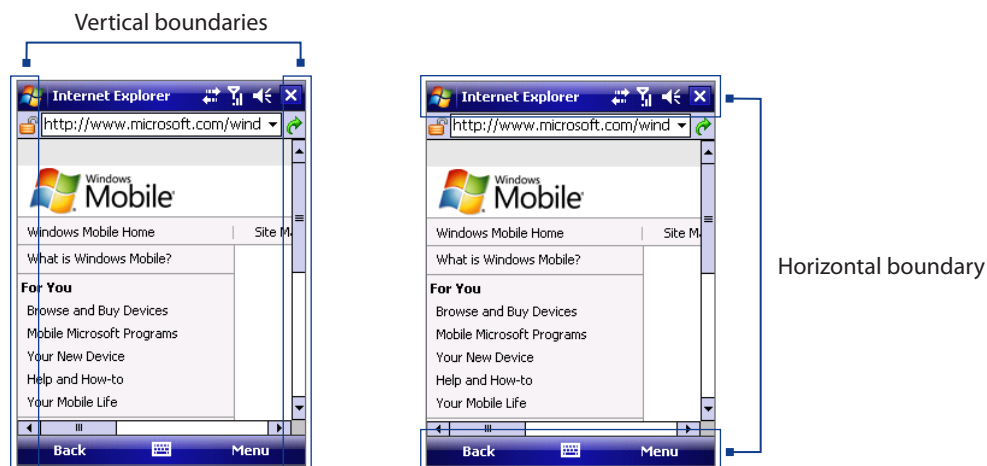 Vertical boundaries
Internet Explorer
http://www.microsoft.com/wind
Windows
Mobile
Windows Mobile Home | Site Ma
What is Windows Mobile?
For You
Browse and Buy Devices
Mobile Microsoft Programs
Your New Device
Help and How-to
Your Mobile Life
Back Menu
Internet Explorer
http://www.microsoft.com/wind
Windows
Mobile
Windows Mobile Home | Site M
What is Windows Mobile?
For You
Browse and Buy Devices
Mobile Microsoft Programs
Your New Device
Help and How-to
Your Mobile Life
Back Menu
Horizontal boundary